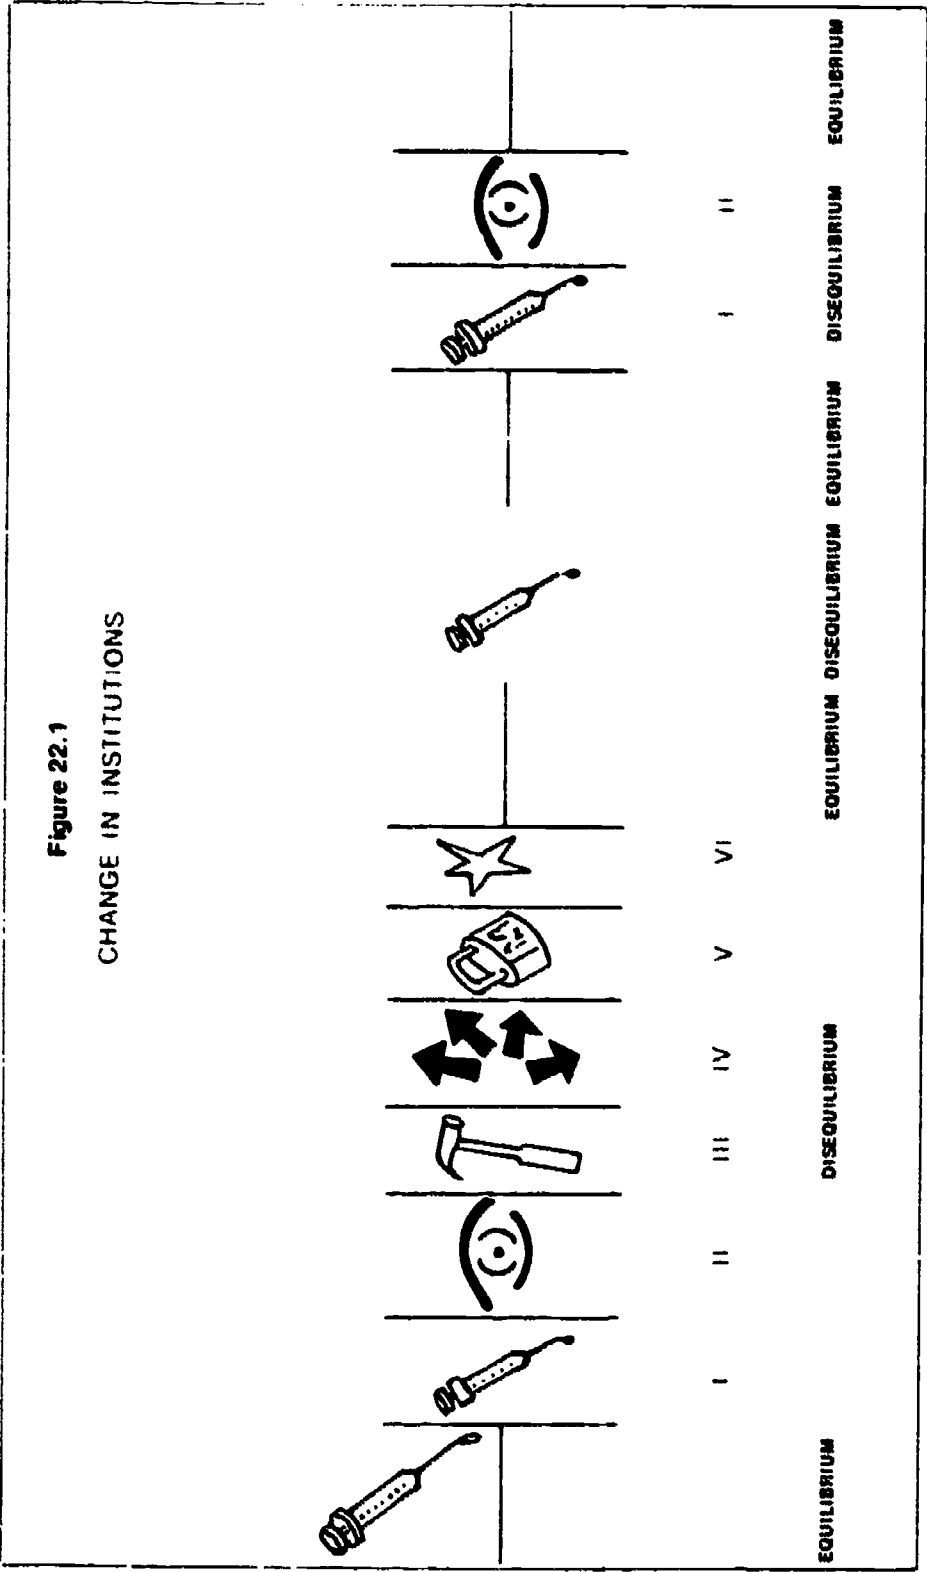 Figure 22.1
CHANGE IN INSTITUTIONS
I II III IV V VI I II
EQUILIBRIUM DISEQUILIBRIUM EQUILIBRIUM DISEQUILIBRIUM EQUILIBRIUM DISEQUILIBRIUM EQUILIBRIUM